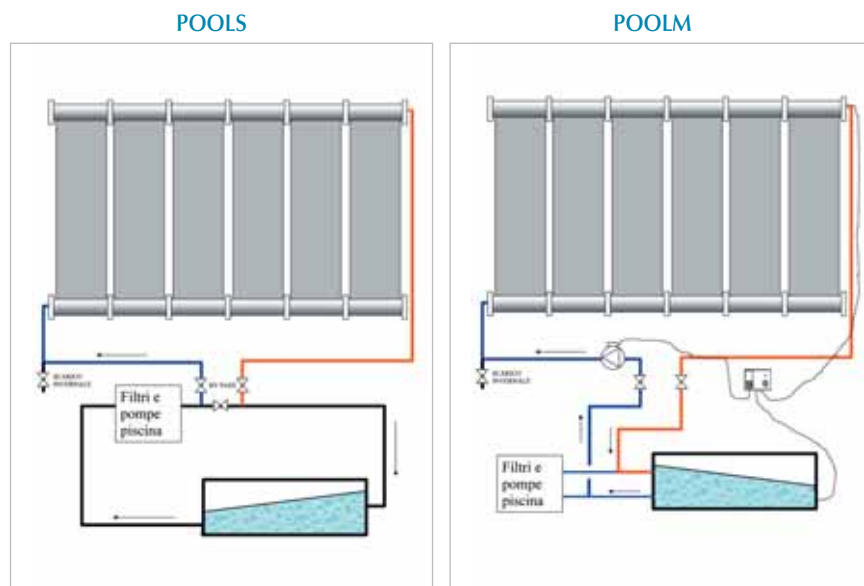 POOLS
POOLM
SCARICO
INVERNALE
BY PASS
Filtri e
pompe
piscina
SCARICO
INVERNALE
Filtri e
pompe
piscina